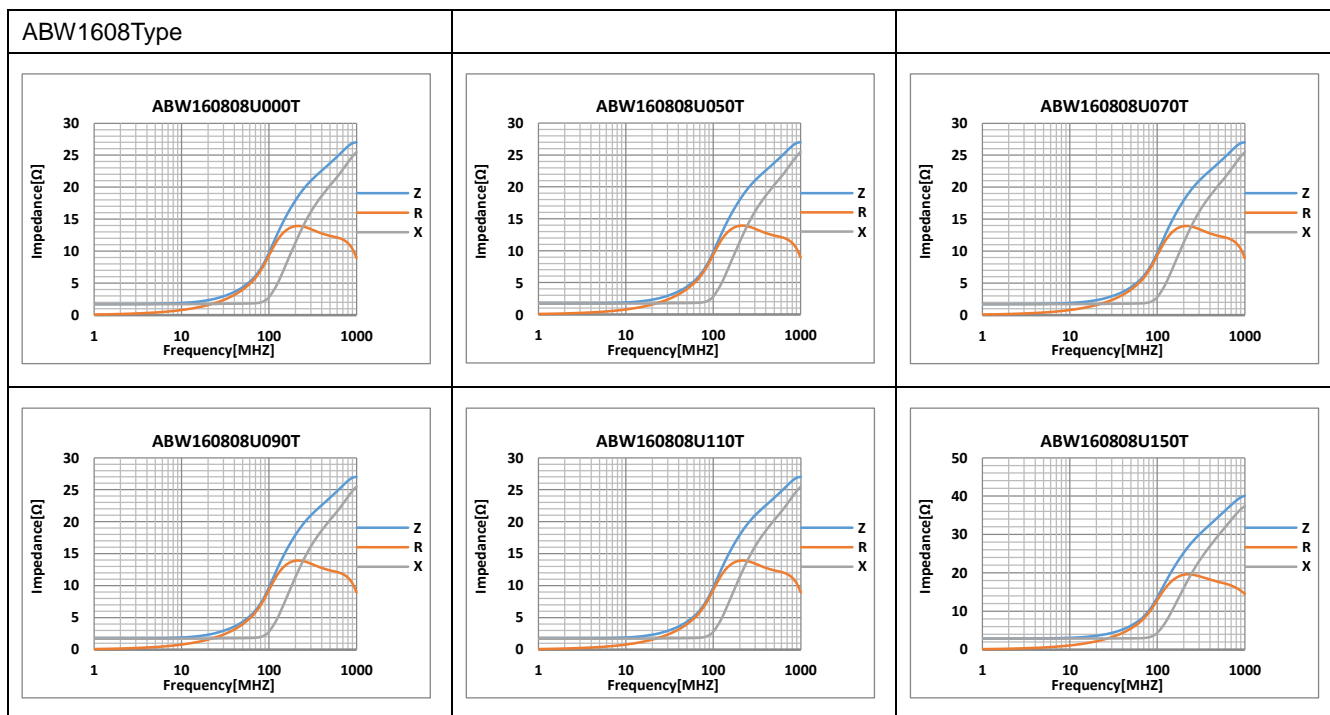 ABW1608Type
ABW160808U000T
Impedance[Ω]
30
25
20
15
10
5
0
1 10 100 1000
Frequency[MHZ]
Z
R
X
ABW160808U050T
Impedance[Ω]
30
25
20
15
10
5
0
1 10 100 1000
Frequency[MHZ]
Z
R
X
ABW160808U070T
Impedance[Ω]
30
25
20
15
10
5
0
1 10 100 1000
Frequency[MHZ]
Z
R
X
ABW160808U090T
Impedance[Ω]
30
25
20
15
10
5
0
1 10 100 1000
Frequency[MHZ]
Z
R
X
ABW160808U110T
Impedance[Ω]
30
25
20
15
10
5
0
1 10 100 1000
Frequency[MHZ]
Z
R
X
ABW160808U150T
Impedance[Ω]
50
40
30
20
10
0
1 10 100 1000
Frequency[MHZ]
Z
R
X